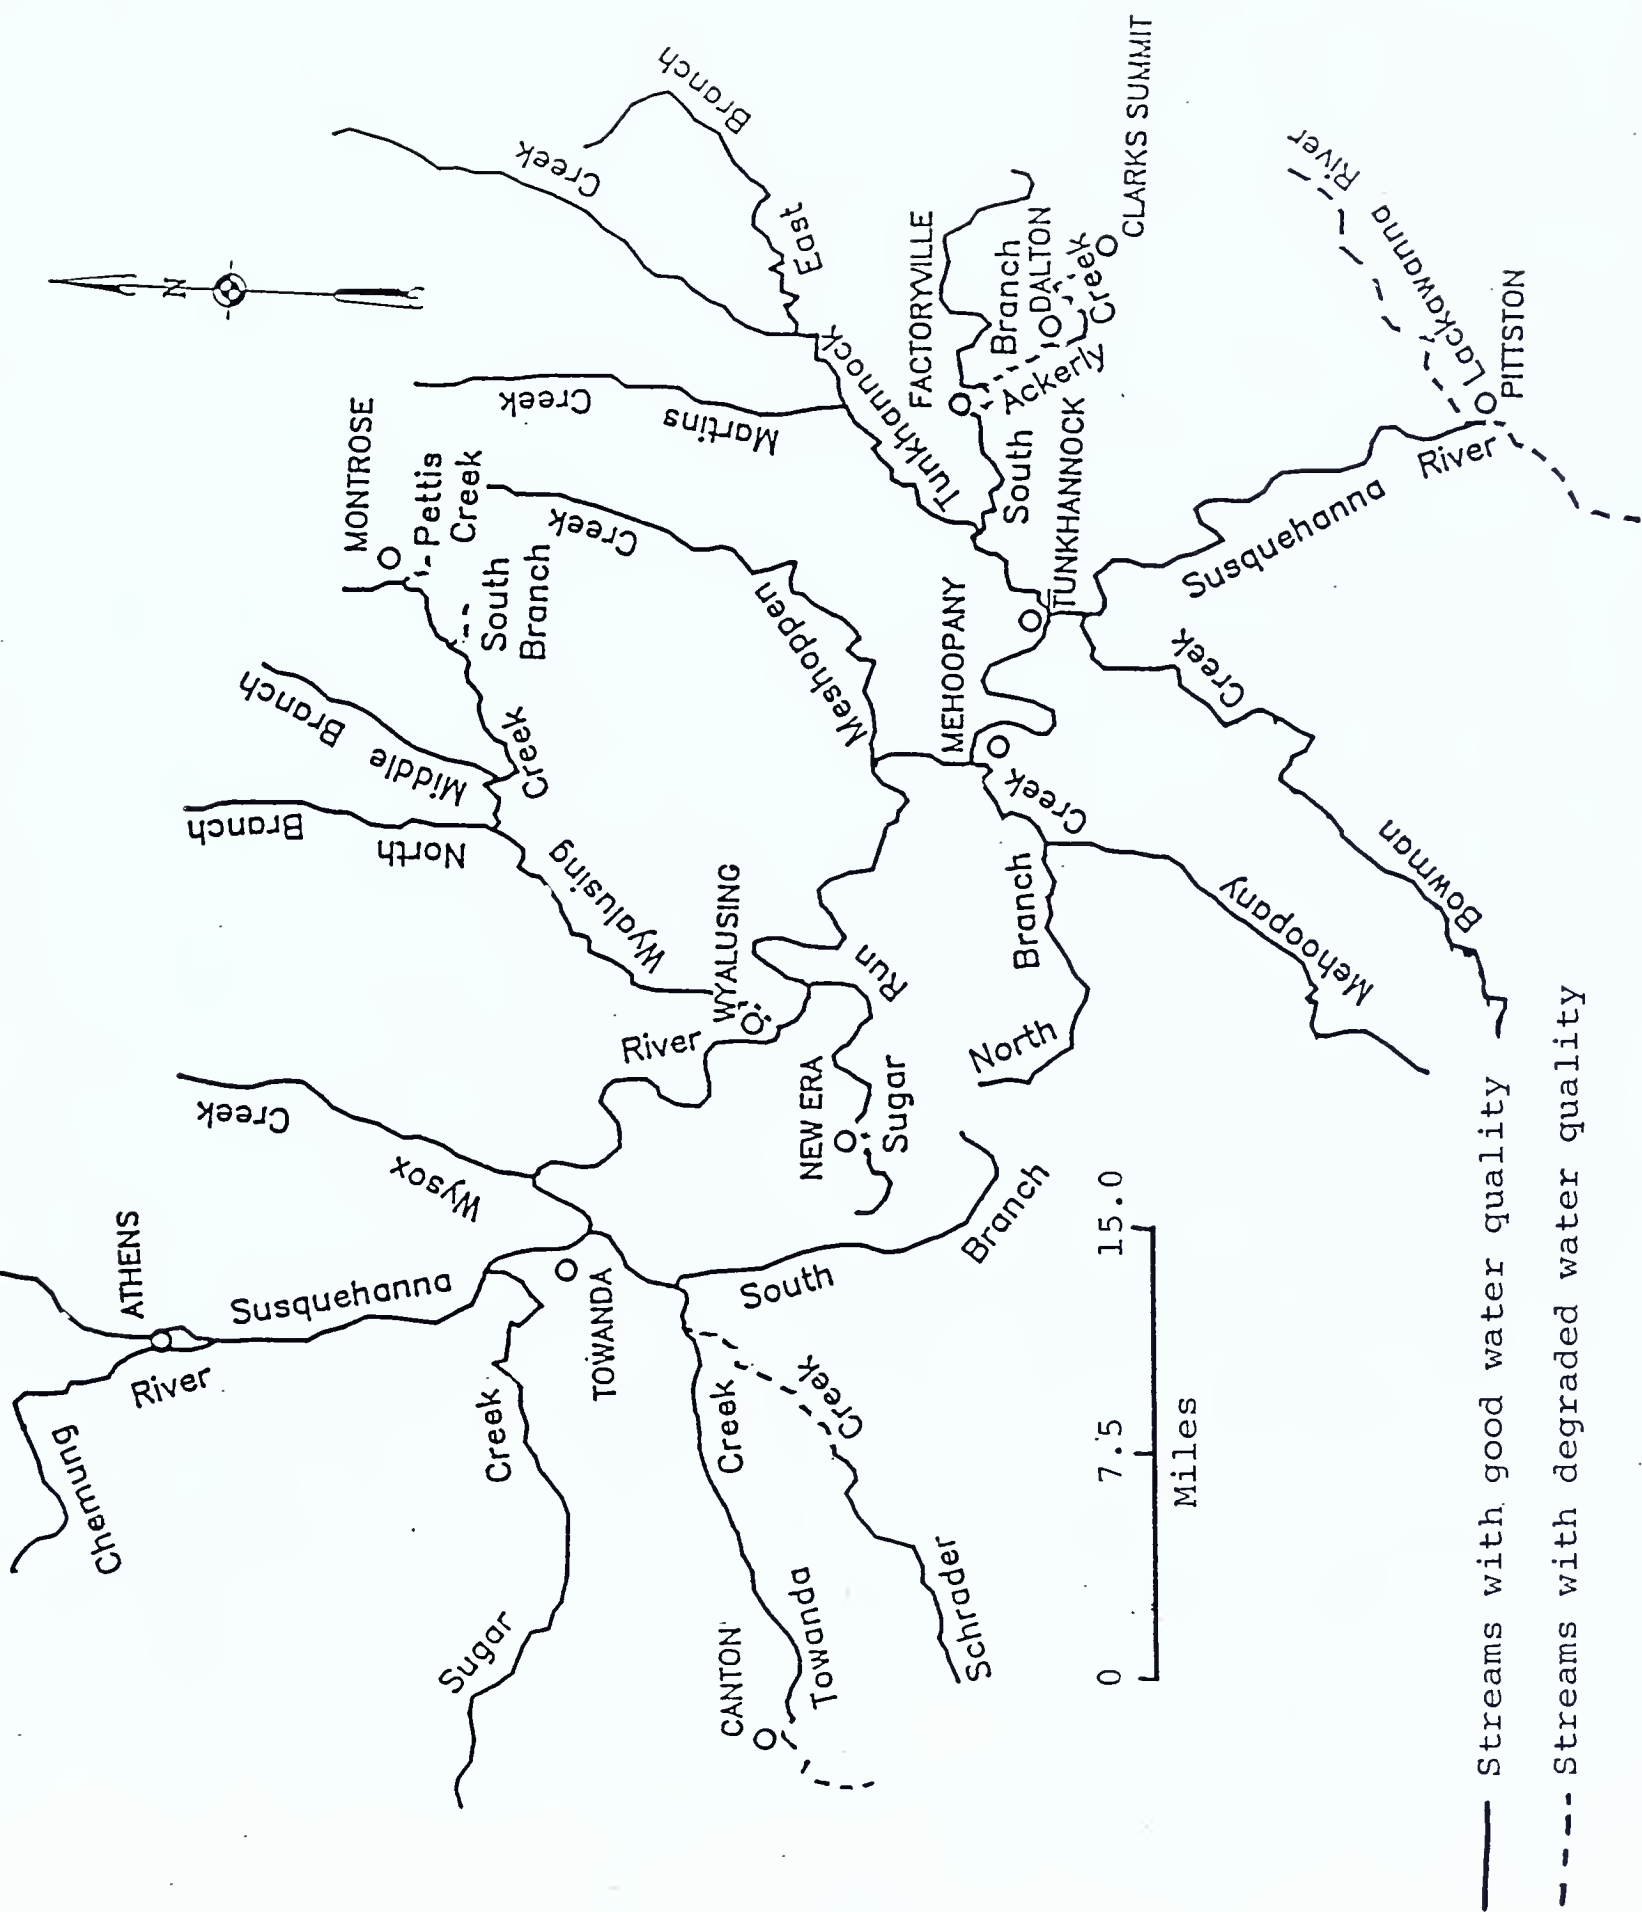 N
Chemung
River
ATHENS
Susquehanna
Creek
Sugar
TOWANDA
Wysox
Creek
River
WYALUSING
Wyalusing
Creek
North
Branch
Middle
Branch
South
Branch
Pettis
Creek
MONTROSE
Martins
Creek
Creek
East
Branch
Tunkhannock
FACTORYVILLE
South
Branch
DALTON
Ackerly
Creek
CLARKS SUMMIT
Lackawanna
River
PITTSTON
Susquehanna
River
TUNKHANNOCK
Meshoppen
Creek
MEHOOPANY
Creek
Mehoopany
North
Branch
Bowman
Creek
NEW ERA
Sugar
Run
South
Branch
Creek
Towanda
CANTON
Schrader
Creek
0 7.5 15.0
Miles
Streams with good water quality
Streams with degraded water quality